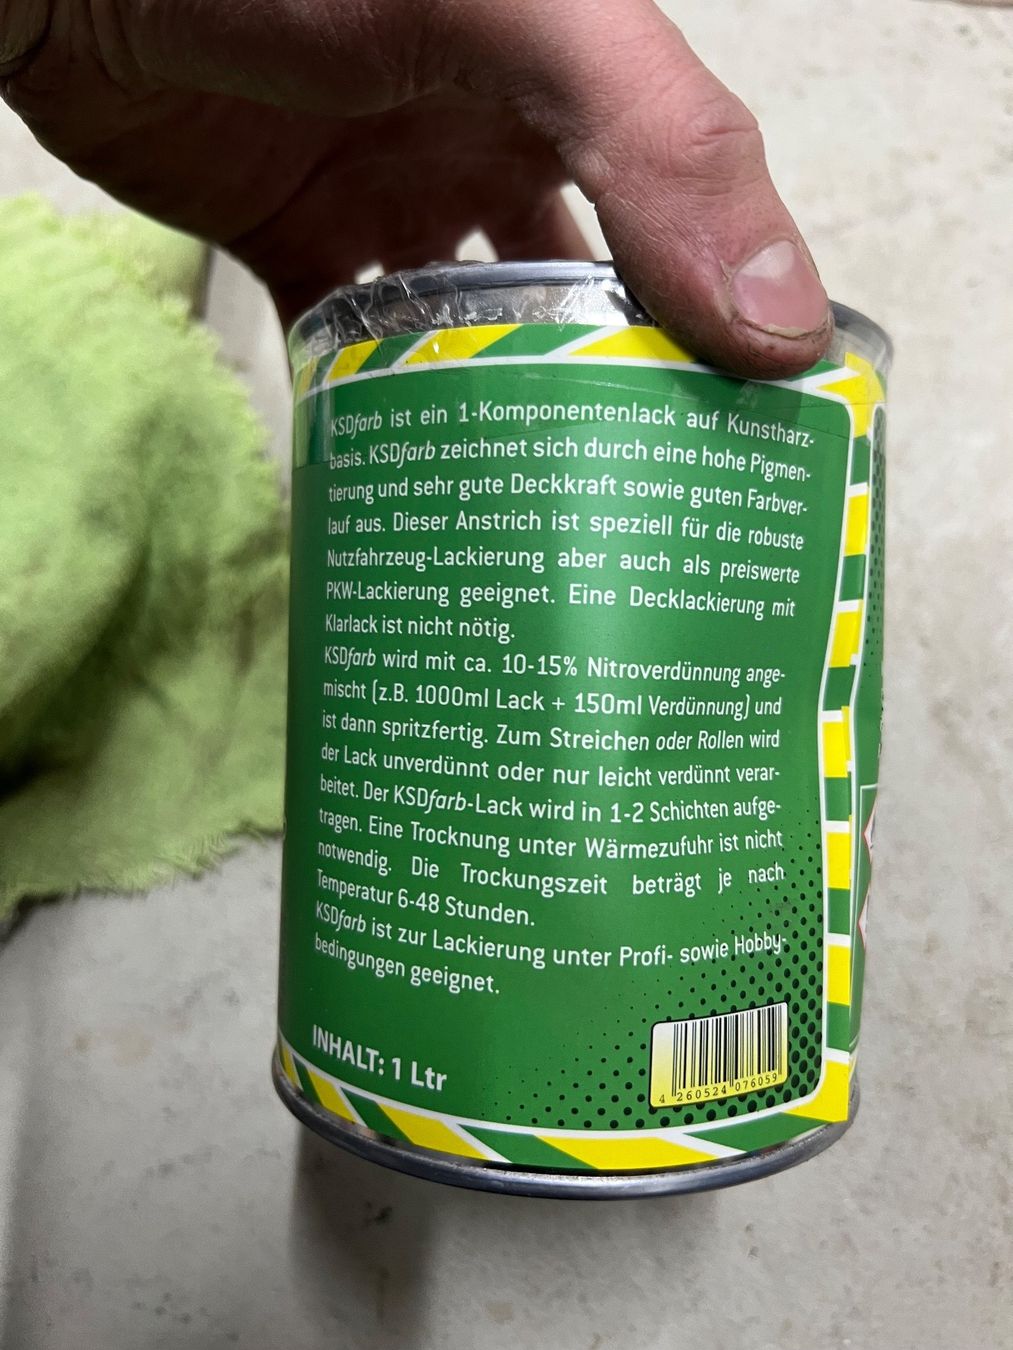 KSDfarb ist ein 1-Komponentenlack auf Kunstharz-
basis. KSDfarb zeichnet sich durch eine hohe Pigmen-
tierung und sehr gute Deckkraft sowie guten Farbver-
lauf aus. Dieser Anstrich ist speziell für die robuste
Nutzfahrzeug-Lackierung aber auch als preiswerte
PKW-Lackierung geeignet. Eine Decklackierung mit
Klarlack ist nicht nötig.
KSDfarb wird mit ca. 10-15% Nitroverdünnung ange-
mischt (z.B. 1000ml Lack + 150ml Verdünnung) und
ist dann spritzfertig. Zum Streichen oder Rollen wird
der Lack unverdünnt oder nur leicht verdünnt verar-
beitet. Der KSDfarb-Lack wird in 1-2 Schichten aufge-
tragen. Eine Trocknung unter Wärmezufuhr ist nicht
notwendig. Die Trockungszeit beträgt je nach
Temperatur 6-48 Stunden.
KSDfarb ist zur Lackierung unter Profi- sowie Hobby-
bedingungen geeignet.
INHALT: 1 Ltr
4 260524 076059